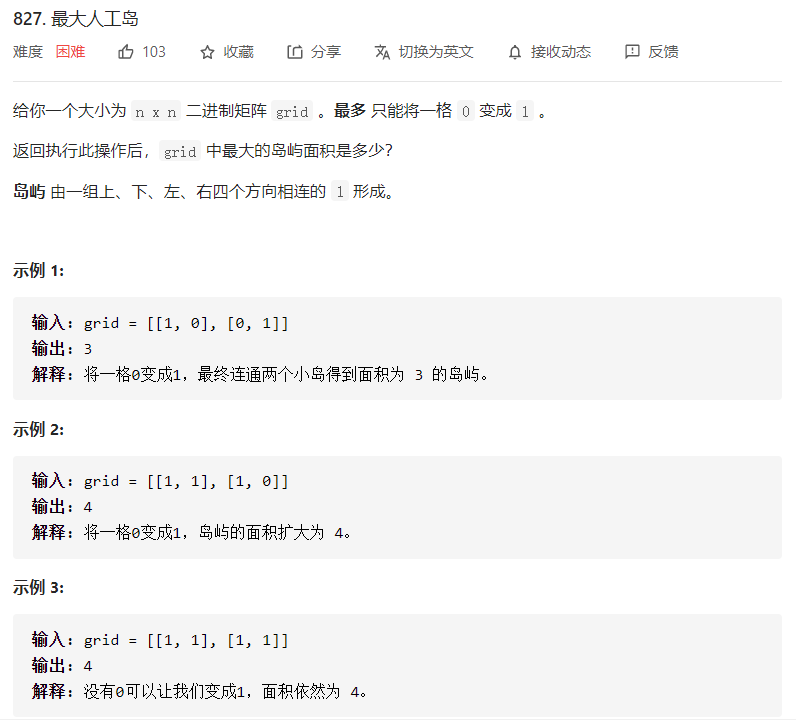 827. 最大人工岛
难度 困难 103 收藏 分享 切换为英文 接收动态 反馈
给你一个大小为 n x n 二进制矩阵 grid 。最多 只能将一格 0 变成 1 。
返回执行此操作后，grid 中最大的岛屿面积是多少？
岛屿 由一组上、下、左、右四个方向相连的 1 形成。
示例 1:
输入：grid = [[1, 0], [0, 1]]
输出：3
解释：将一格0变成1，最终连通两个小岛得到面积为 3 的岛屿。
示例 2:
输入：grid = [[1, 1], [1, 0]]
输出：4
解释：将一格0变成1，岛屿的面积扩大为 4。
示例 3:
输入：grid = [[1, 1], [1, 1]]
输出：4
解释：没有0可以让我们变成1，面积依然为 4。